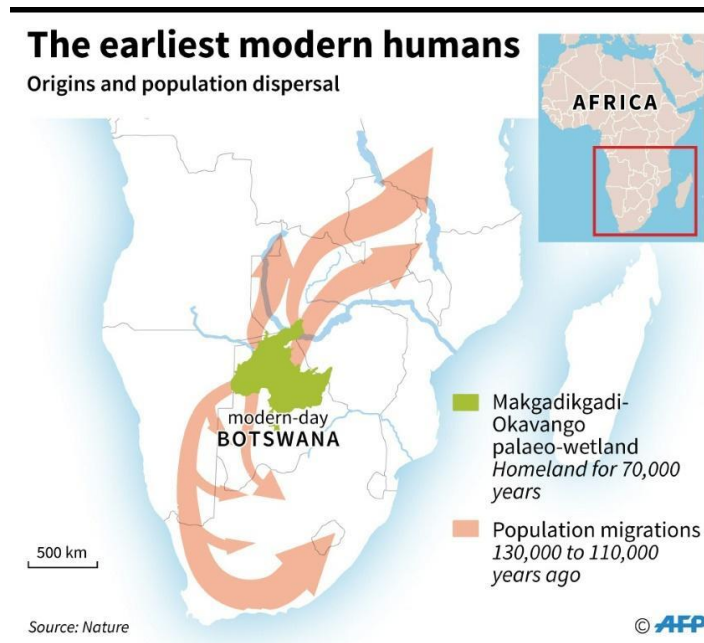 The earliest modern humans
Origins and population dispersal
AFRICA
modern-day
BOTSWANA
Makgadikgadi-
Okavango
palaeo-wetland
Homeland for 70,000
years
Population migrations
130,000 to 110,000
years ago
500 km
Source: Nature
© AFP